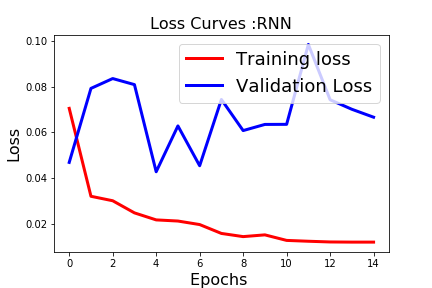 Loss Curves :RNN
Training loss
Validation Loss
Loss
0.10
0.08
0.06
0.04
0.02
0 2 4 6 8 10 12 14
Epochs